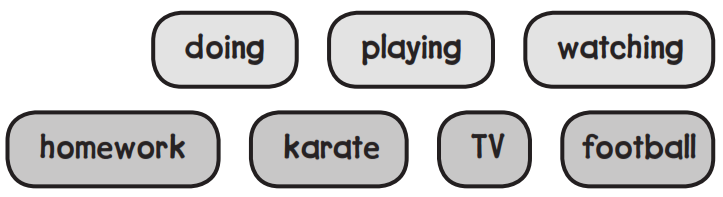 doing playing watching
homework karate TV football